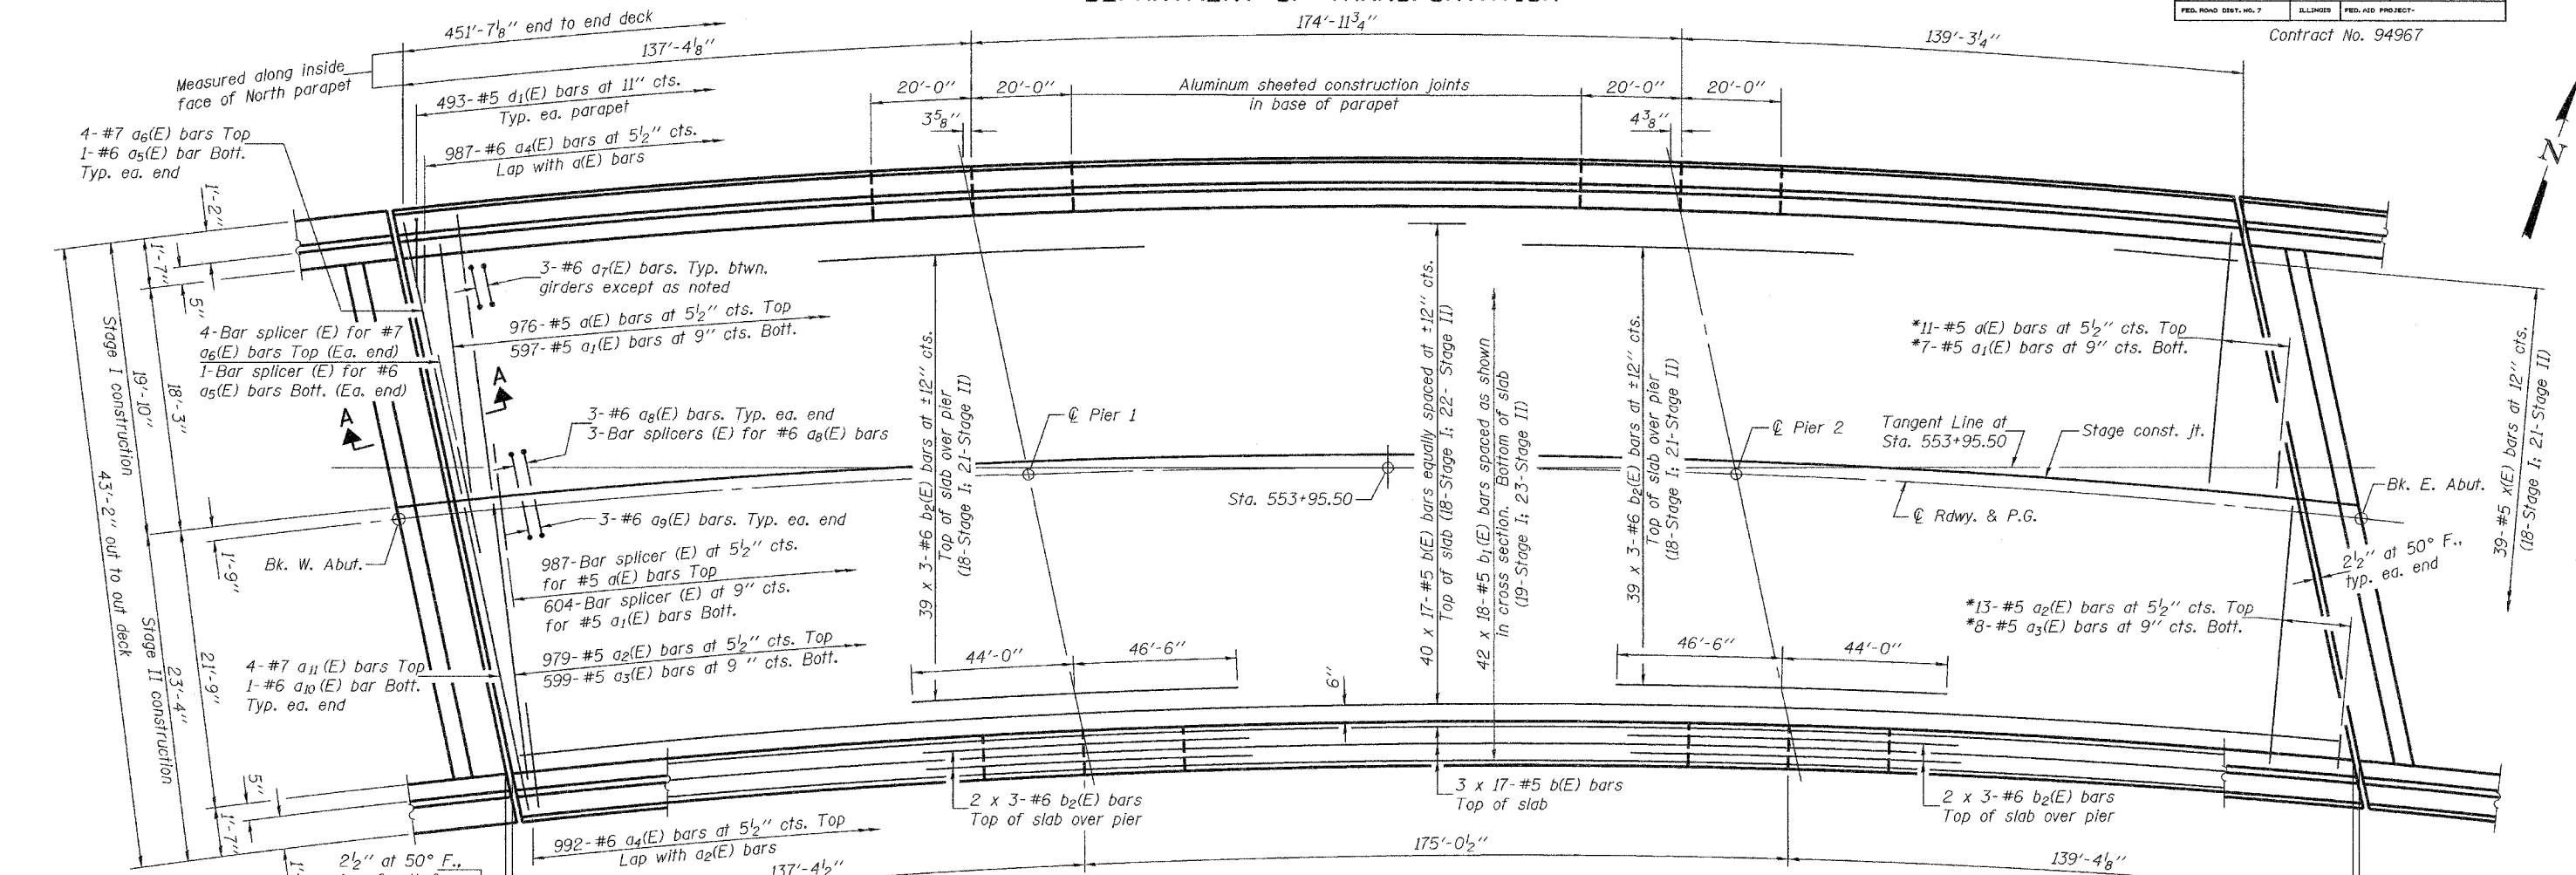 FED. ROAD DIST. NO. 7 ILLINOIS FED. AID PROJECT-
Contract No. 94967
451'-7⅛" end to end deck
137'-4⅛"
174'-11¾"
139'-3¼"
Measured along inside
face of North parapet
493-#5 d₁(E) bars at 11" cts.
Typ. ea. parapet
987-#6 a₄(E) bars at 5½" cts.
Lap with a(E) bars
20'-0"
20'-0"
Aluminum sheeted construction joints
in base of parapet
20'-0"
20'-0"
3⅝"
4⅜"
4-#7 a₆(E) bars Top
1-#6 a₅(E) bar Bott.
Typ. ea. end
1'-2"
1'-7"
5"
N
3-#6 a₇(E) bars. Typ. btwn.
girders except as noted
976-#5 a(E) bars at 5½" cts. Top
597-#5 a₁(E) bars at 9" cts. Bott.
4-Bar splicer (E) for #7
a₆(E) bars Top (Ea. end)
1-Bar splicer (E) for #6
a₅(E) bars Bott. (Ea. end)
A
A
Stage I construction
19'-10"
18'-3"
43'-2" out to out deck
3-#6 a₈(E) bars. Typ. ea. end
3-Bar splicers (E) for #6 a₈(E) bars
39 x 3-#6 b₂(E) bars at ±12" cts.
Top of slab over pier
(18-Stage I; 21-Stage II)
℄ Pier 1
Sta. 553+95.50
40 x 17-#5 b(E) bars equally spaced at ±12" cts.
Top of slab (18-Stage I; 22- Stage II)
42 x 18-#5 b₁(E) bars spaced as shown
in cross section. Bottom of slab
(19-Stage I; 23-Stage II)
39 x 3-#6 b₂(E) bars at ±12" cts.
Top of slab over pier
(18-Stage I; 21-Stage II)
℄ Pier 2
Tangent Line at
Sta. 553+95.50
Stage const. jt.
*11-#5 a(E) bars at 5½" cts. Top
*7-#5 a₁(E) bars at 9" cts. Bott.
39-#5 x(E) bars at 12" cts.
(18-Stage I; 21-Stage II)
Bk. E. Abut.
℄ Rdwy. & P.G.
2½" at 50° F.,
typ. ea. end
Bk. W. Abut.
1'-9"
3-#6 a₉(E) bars. Typ. ea. end
987-Bar splicer (E) at 5½" cts.
for #5 a(E) bars Top
604-Bar splicer (E) at 9" cts.
for #5 a₁(E) bars Bott.
979-#5 a₂(E) bars at 5½" cts. Top
599-#5 a₃(E) bars at 9 " cts. Bott.
*13-#5 a₂(E) bars at 5½" cts. Top
*8-#5 a₃(E) bars at 9" cts. Bott.
Stage II construction
23'-4"
21'-9"
4-#7 a₁₁(E) bars Top
1-#6 a₁₀(E) bar Bott.
Typ. ea. end
44'-0"
46'-6"
46'-6"
44'-0"
6"
5"
1'-7"
2 x 3-#6 b₂(E) bars
Top of slab over pier
3 x 17-#5 b(E) bars
Top of slab
2 x 3-#6 b₂(E) bars
Top of slab over pier
992-#6 a₄(E) bars at 5½" cts. Top
Lap with a₂(E) bars
2½" at 50° F.,
137'-4½"
175'-0½"
139'-4⅛"